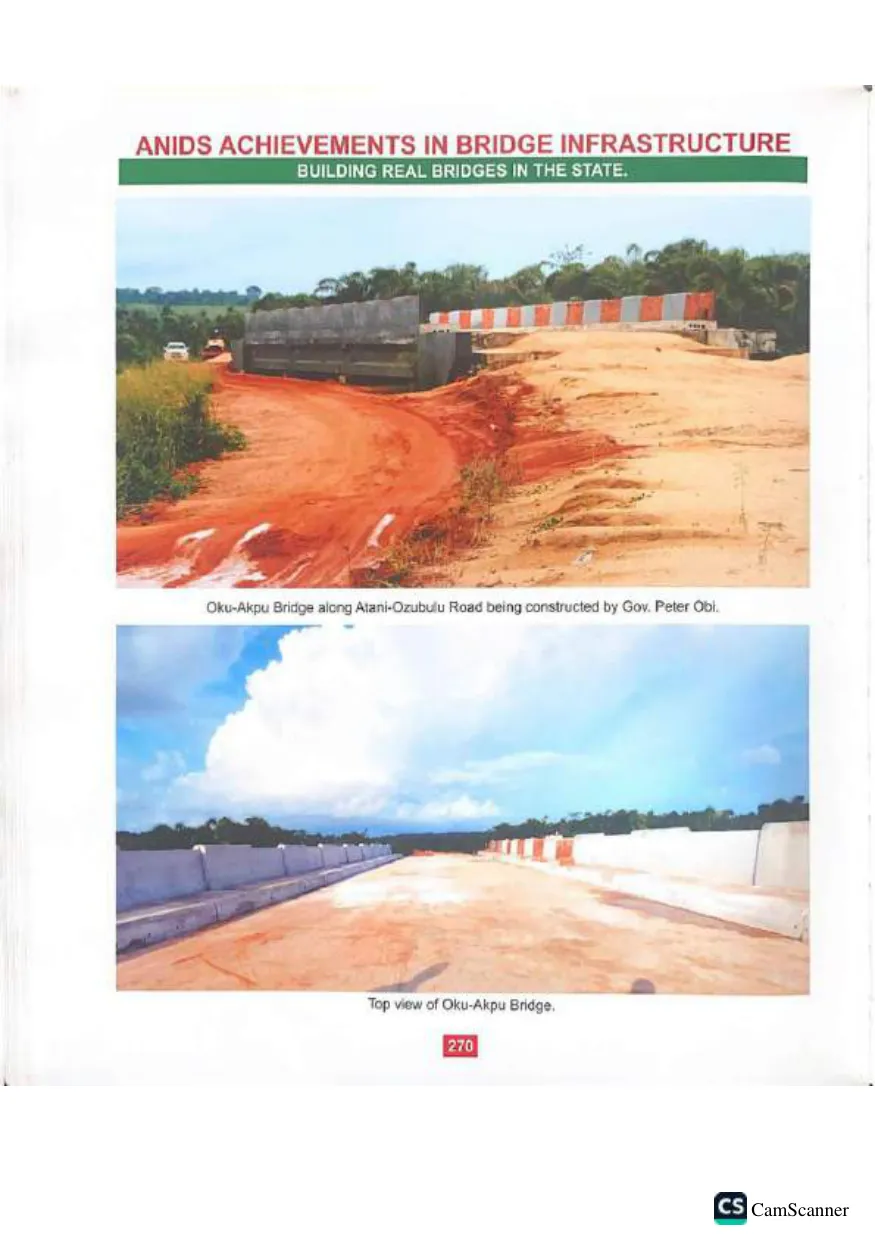 ANIDS ACHIEVEMENTS IN BRIDGE INFRASTRUCTURE
BUILDING REAL BRIDGES IN THE STATE.
Oku-Akpu Bridge along Atani-Ozubulu Road being constructed by Gov. Peter Obi.
Top view of Oku-Akpu Bridge.
270
CS CamScanner